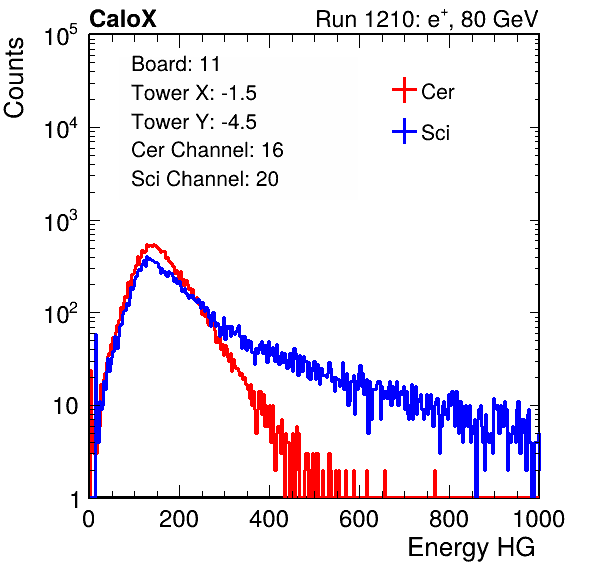 CaloX Run 1210: e⁺, 80 GeV
Counts
Board: 11
Tower X: -1.5
Tower Y: -4.5
Cer Channel: 16
Sci Channel: 20
Cer
Sci
10⁵
10⁴
10³
10²
10
1
0 200 400 600 800 1000
Energy HG